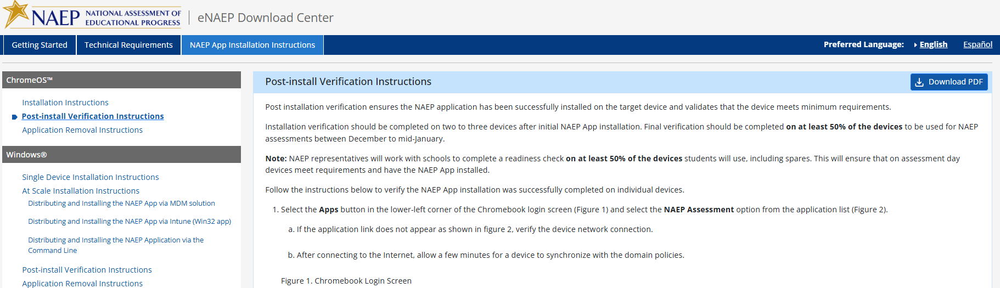 NAEP NATIONAL ASSESSMENT OF
EDUCATIONAL PROGRESS
eNAEP Download Center
Getting Started
Technical Requirements
NAEP App Installation Instructions
Preferred Language:
English
Español
ChromeOS™
Installation Instructions
Post-install Verification Instructions
Application Removal Instructions
Windows®
Single Device Installation Instructions
At Scale Installation Instructions
Distributing and Installing the NAEP App via MDM solution
Distributing and Installing the NAEP App via Intune (Win32 app)
Distributing and Installing the NAEP Application via the
Command Line
Post-install Verification Instructions
Application Removal Instructions
Post-install Verification Instructions
Download PDF
Post installation verification ensures the NAEP application has been successfully installed on the target device and validates that the device meets minimum requirements.
Installation verification should be completed on two to three devices after initial NAEP App installation. Final verification should be completed on at least 50% of the devices to be used for NAEP
assessments between December to mid-January.
Note: NAEP representatives will work with schools to complete a readiness check on at least 50% of the devices students will use, including spares. This will ensure that on assessment day
devices meet requirements and have the NAEP App installed.
Follow the instructions below to verify the NAEP App installation was successfully completed on individual devices.
1. Select the Apps button in the lower-left corner of the Chromebook login screen (Figure 1) and select the NAEP Assessment option from the application list (Figure 2).
a. If the application link does not appear as shown in figure 2, verify the device network connection.
b. After connecting to the Internet, allow a few minutes for a device to synchronize with the domain policies.
Figure 1. Chromebook Login Screen